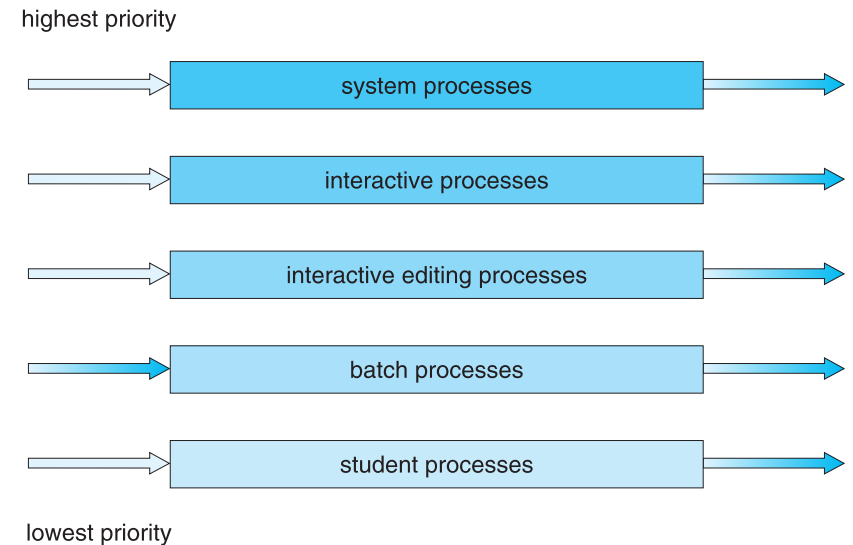 highest priority
system processes
interactive processes
interactive editing processes
batch processes
student processes
lowest priority